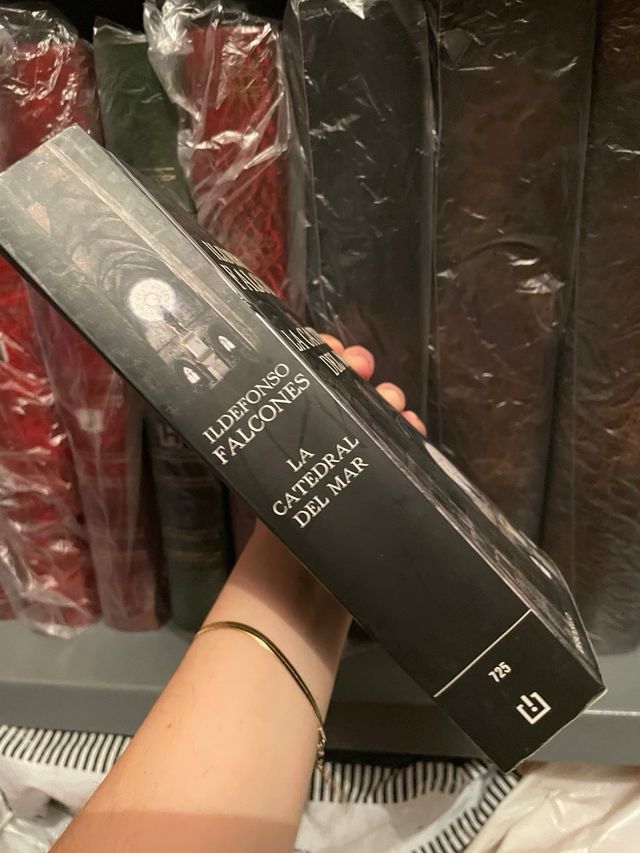 ILDEFONSO
FALCONES
LA
CATEDRAL
DEL MAR
725